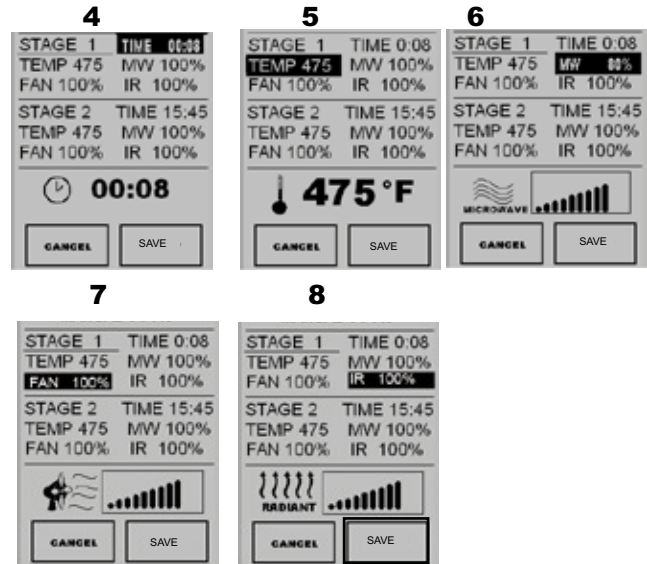 4
STAGE 1 TIME 00:08
TEMP 475 MW 100%
FAN 100% IR 100%
STAGE 2 TIME 15:45
TEMP 475 MW 100%
FAN 100% IR 100%
00:08
CANCEL SAVE
5
STAGE 1 TIME 0:08
TEMP 475 MW 100%
FAN 100% IR 100%
STAGE 2 TIME 15:45
TEMP 475 MW 100%
FAN 100% IR 100%
475°F
CANCEL SAVE
6
STAGE 1 TIME 0:08
TEMP 475 MW 80%
FAN 100% IR 100%
STAGE 2 TIME 15:45
TEMP 475 MW 100%
FAN 100% IR 100%
MICROWAVE
CANCEL SAVE
7
STAGE 1 TIME 0:08
TEMP 475 MW 100%
FAN 100% IR 100%
STAGE 2 TIME 15:45
TEMP 475 MW 100%
FAN 100% IR 100%
CANCEL SAVE
8
STAGE 1 TIME 0:08
TEMP 475 MW 100%
FAN 100% IR 100%
STAGE 2 TIME 15:45
TEMP 475 MW 100%
FAN 100% IR 100%
RADIANT
CANCEL SAVE